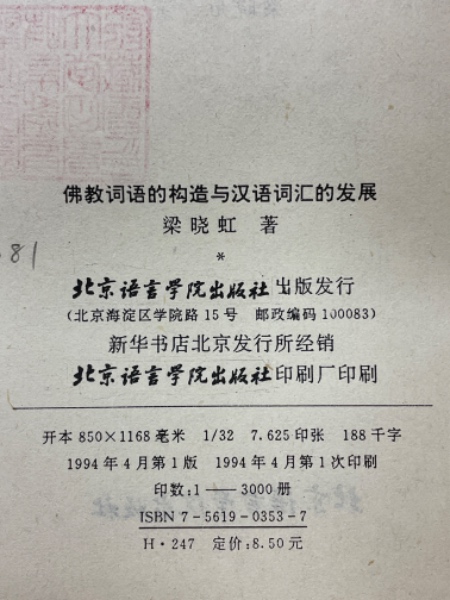 佛教词语的构造与汉语词汇的发展
梁晓虹 著
*
81
北京语言学院出版社出版发行
(北京海淀区学院路15号 邮政编码100083)
新华书店北京发行所经销
北京语言学院出版社印刷厂印刷
开本850×1168毫米 1/32 7.625印张 188千字
1994年4月第1版 1994年4月第1次印刷
印数:1—3000册
ISBN 7-5619-0353-7
H·247 定价:8.50元